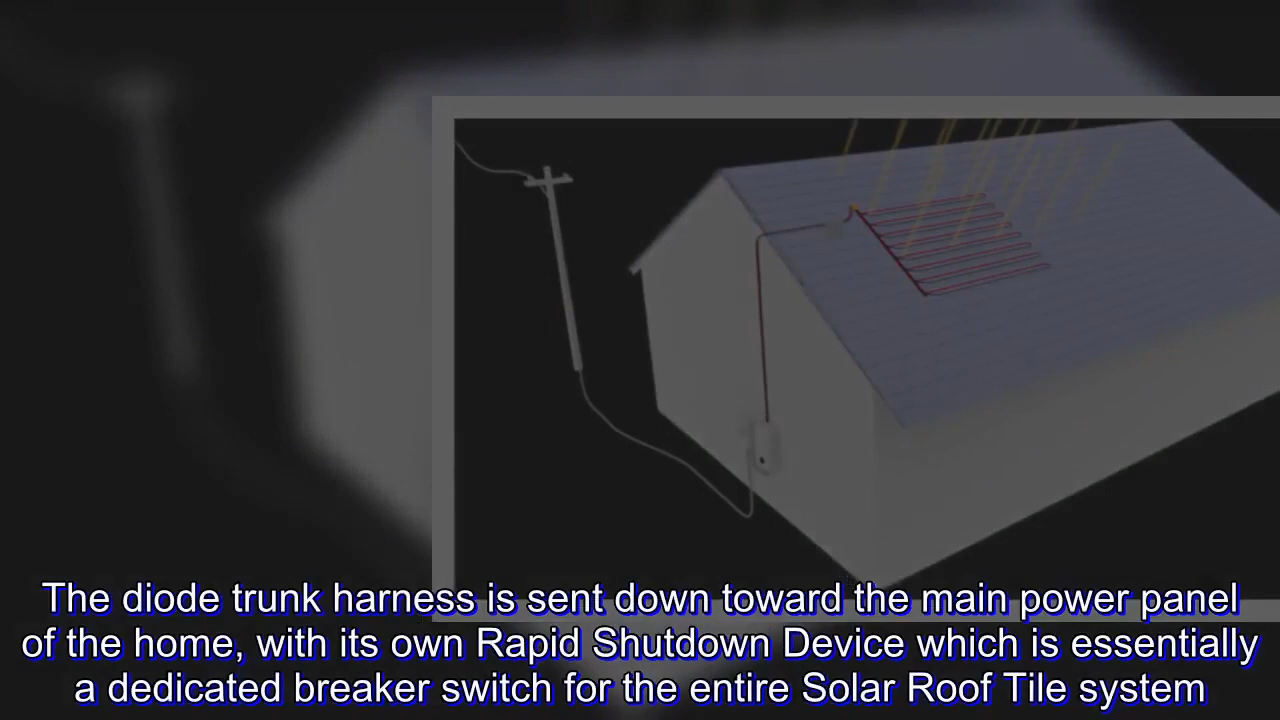 The diode trunk harness is sent down toward the main power panel
of the home, with its own Rapid Shutdown Device which is essentially
a dedicated breaker switch for the entire Solar Roof Tile system